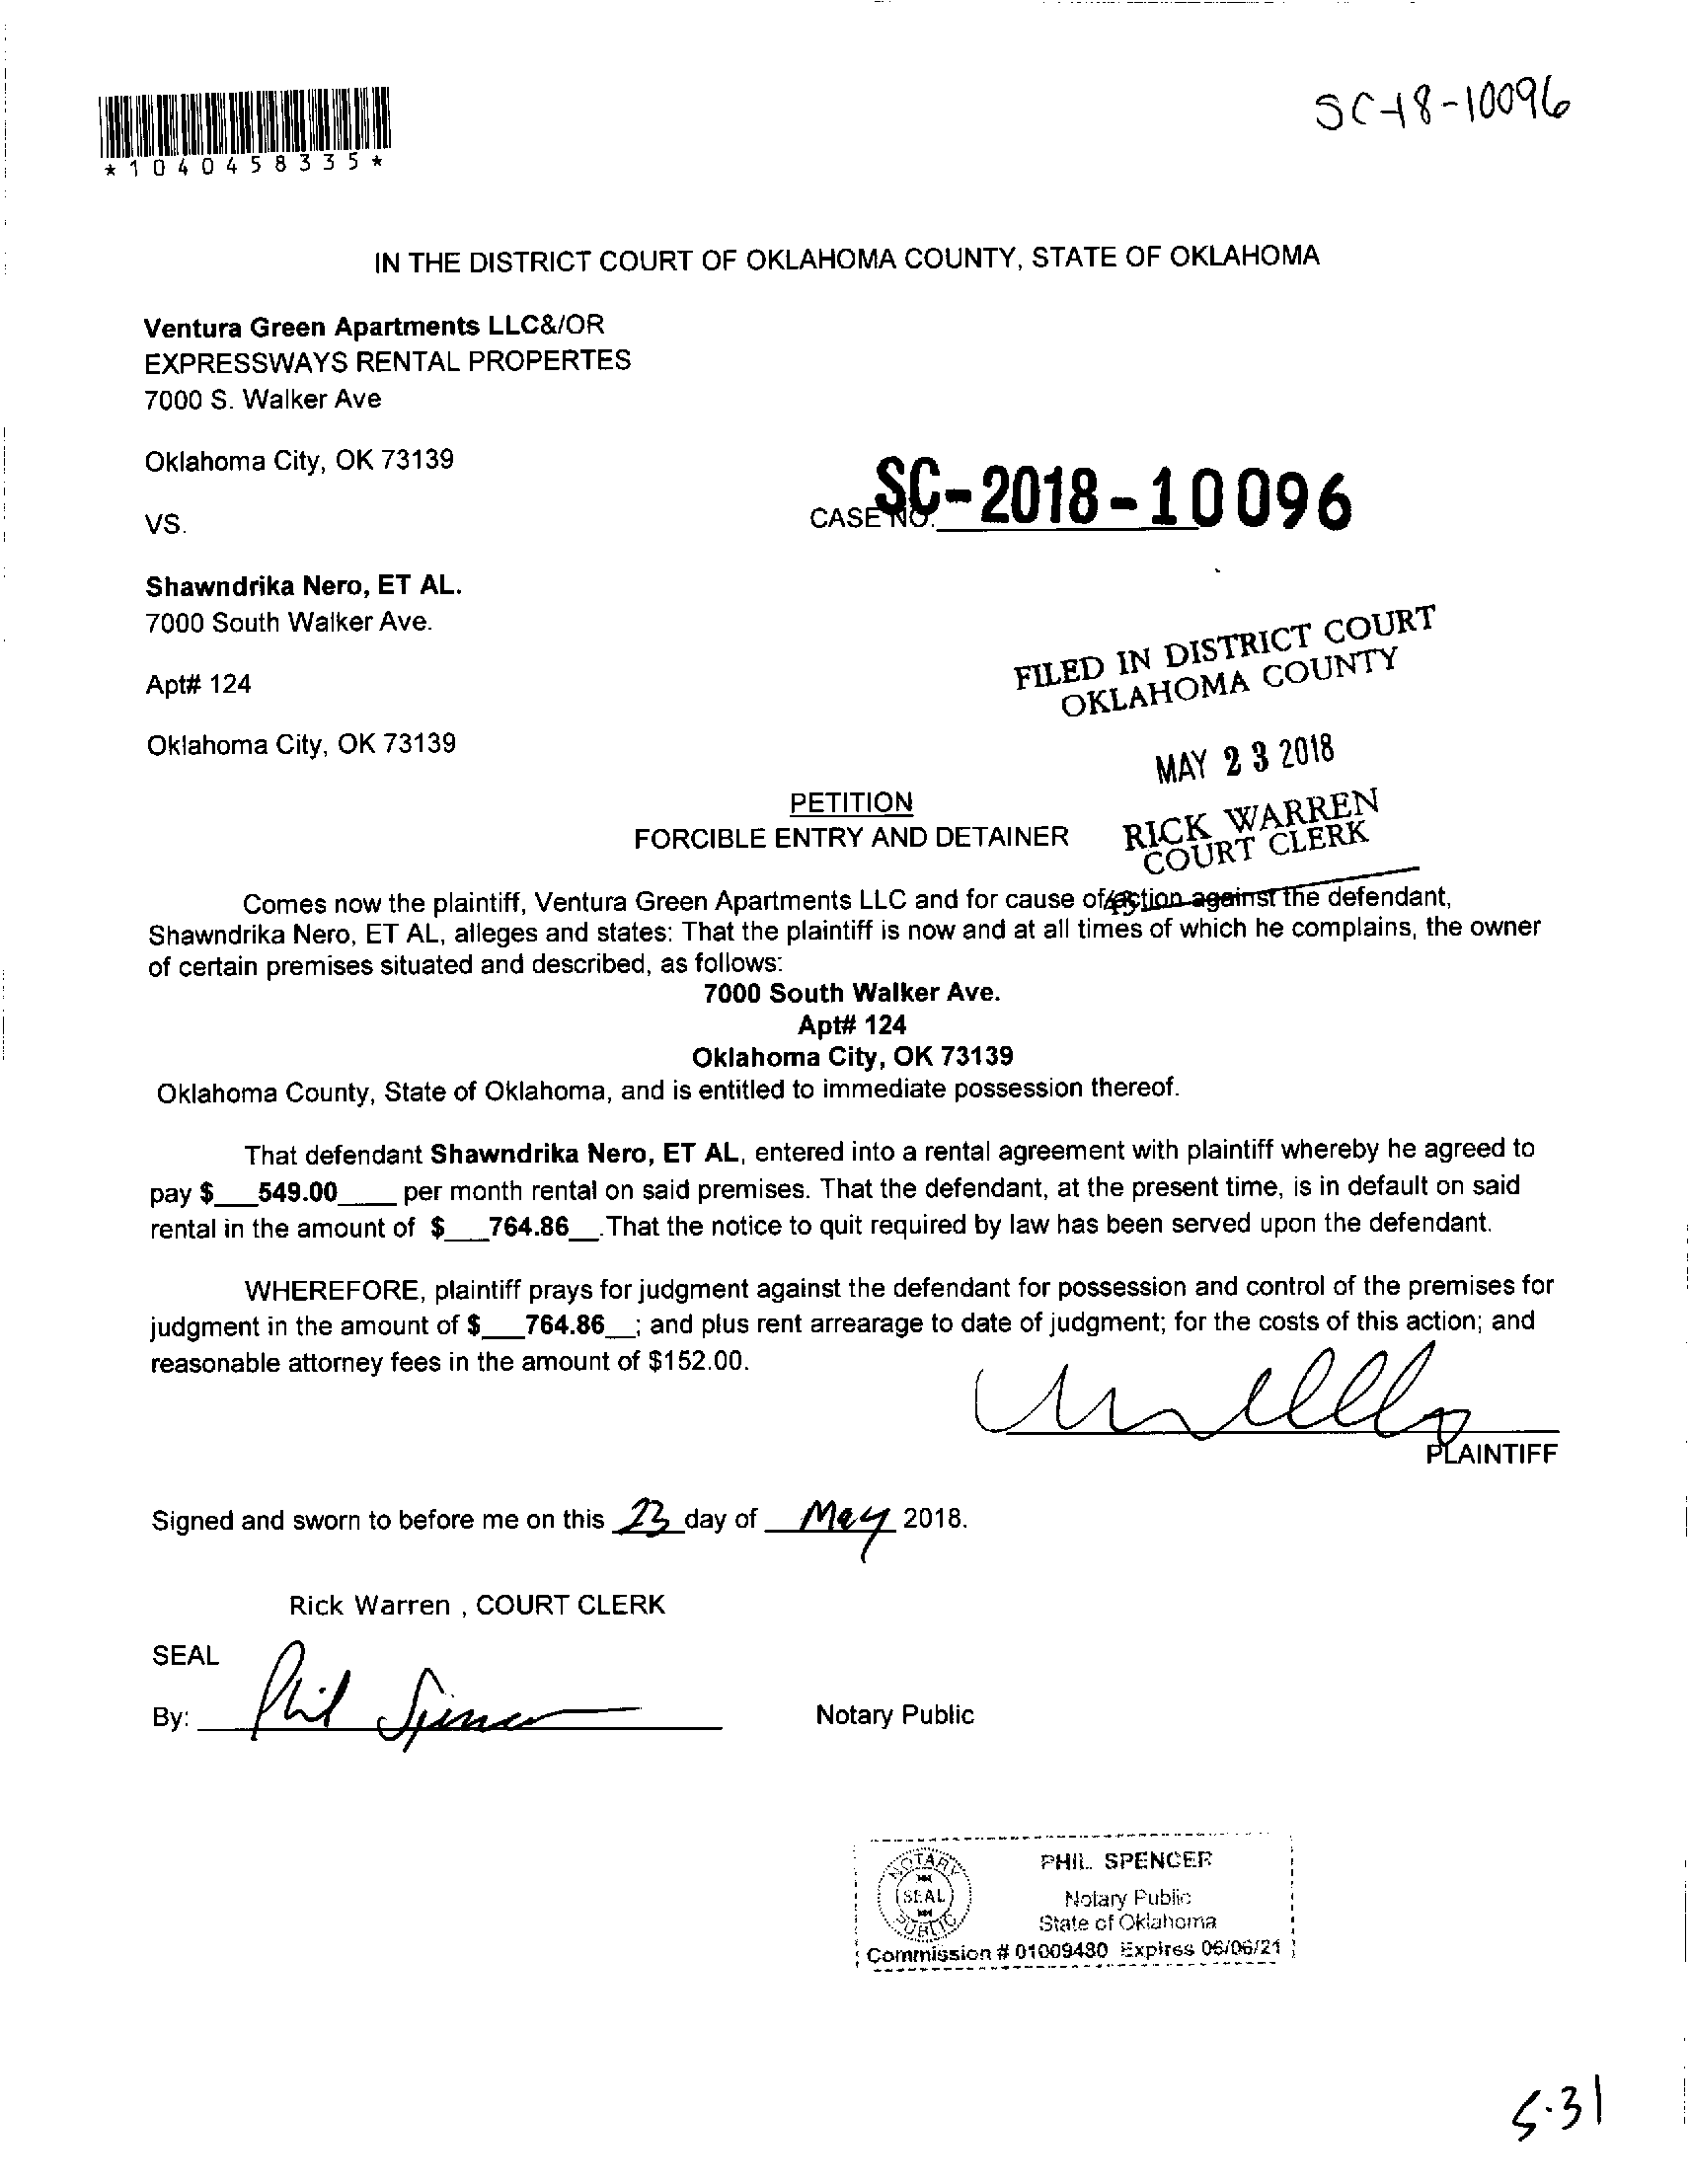 SC-18-10096
*1040458335*
IN THE DISTRICT COURT OF OKLAHOMA COUNTY, STATE OF OKLAHOMA
Ventura Green Apartments LLC&/OR
EXPRESSWAYS RENTAL PROPERTES
7000 S. Walker Ave
Oklahoma City, OK 73139
CASE NO. SC-2018-10096
VS.
Shawndrika Nero, ET AL.
7000 South Walker Ave.
FILED IN DISTRICT COURT
OKLAHOMA COUNTY
Apt# 124
Oklahoma City, OK 73139
MAY 23 2018
PETITION
RICK WARREN
COURT CLERK
FORCIBLE ENTRY AND DETAINER
Comes now the plaintiff, Ventura Green Apartments LLC and for cause of action against the defendant,
Shawndrika Nero, ET AL, alleges and states: That the plaintiff is now and at all times of which he complains, the owner
of certain premises situated and described, as follows:
7000 South Walker Ave.
Apt# 124
Oklahoma City, OK 73139
Oklahoma County, State of Oklahoma, and is entitled to immediate possession thereof.
That defendant Shawndrika Nero, ET AL, entered into a rental agreement with plaintiff whereby he agreed to
pay $___549.00____ per month rental on said premises. That the defendant, at the present time, is in default on said
rental in the amount of $___764.86__.That the notice to quit required by law has been served upon the defendant.
WHEREFORE, plaintiff prays for judgment against the defendant for possession and control of the premises for
judgment in the amount of $___764.86__; and plus rent arrearage to date of judgment; for the costs of this action; and
reasonable attorney fees in the amount of $152.00.
PLAINTIFF
Signed and sworn to before me on this 23 day of May 2018.
Rick Warren , COURT CLERK
SEAL
By: Phil Spencer Notary Public
NOTARY
SEAL
PUBLIC
PHIL SPENCER
Notary Public
State of Oklahoma
Commission # 01009480 Expires 06/06/21
5-31